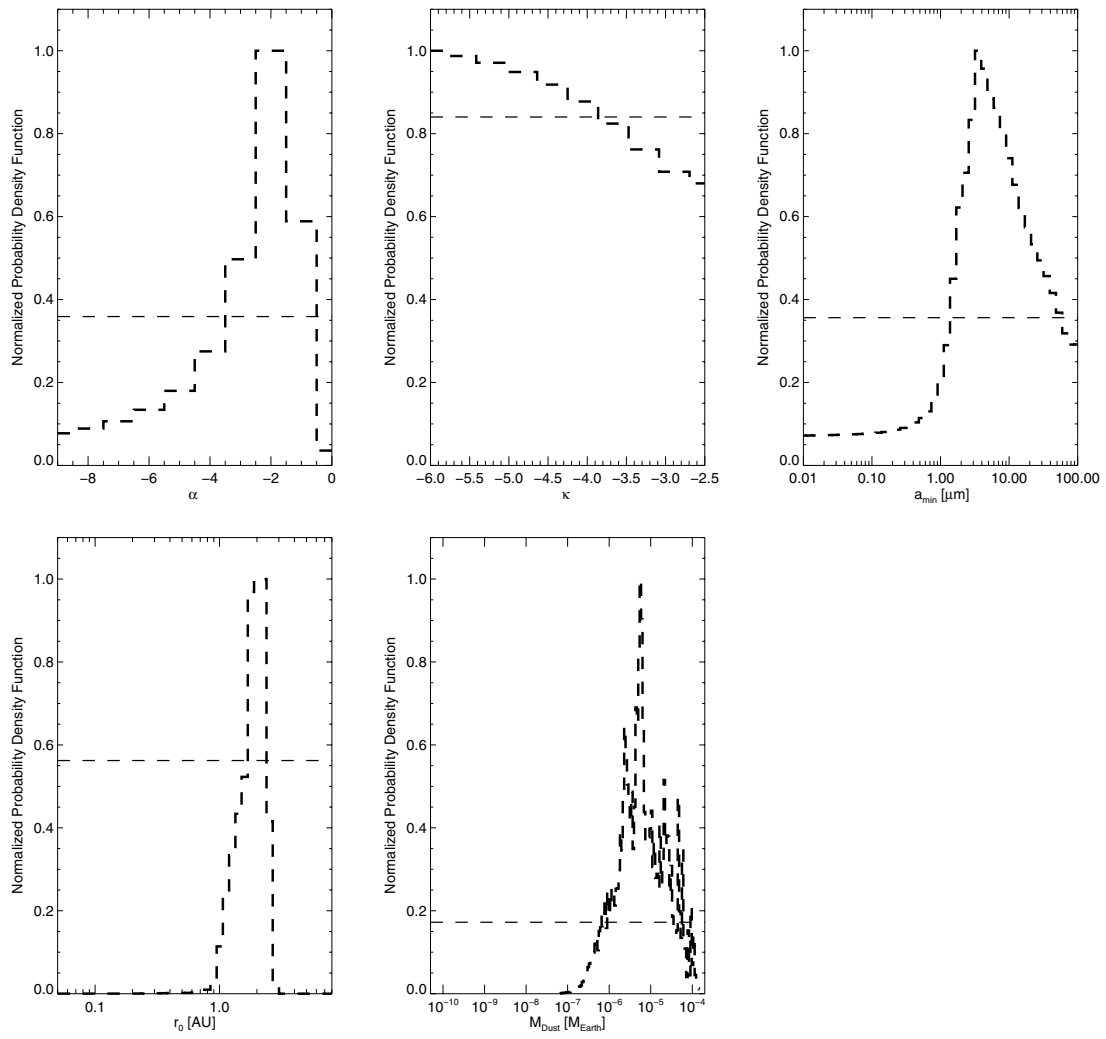 Normalized Probability Density Function
1.0
0.8
0.6
0.4
0.2
0.0
−8 −6 −4 −2 0
α
Normalized Probability Density Function
1.0
0.8
0.6
0.4
0.2
0.0
−6.0 −5.5 −5.0 −4.5 −4.0 −3.5 −3.0 −2.5
κ
Normalized Probability Density Function
1.0
0.8
0.6
0.4
0.2
0.0
0.01 0.10 1.00 10.00 100.00
a_min [μm]
Normalized Probability Density Function
1.0
0.8
0.6
0.4
0.2
0.0
0.1 1.0
r_0 [AU]
Normalized Probability Density Function
1.0
0.8
0.6
0.4
0.2
0.0
10^−10 10^−9 10^−8 10^−7 10^−6 10^−5 10^−4
M_Dust [M_Earth]